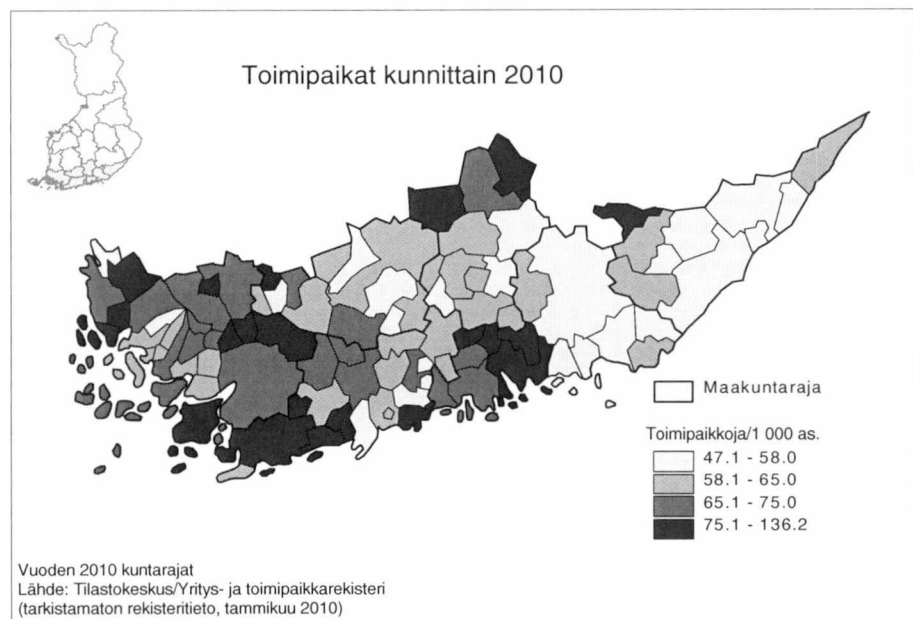 Toimipaikat kunnittain 2010
Maakuntaraja
Toimipaikkoja/1 000 as.
47.1 - 58.0
58.1 - 65.0
65.1 - 75.0
75.1 - 136.2
Vuoden 2010 kuntarajat
Lähde: Tilastokeskus/Yritys- ja toimipaikkarekisteri
(tarkistamaton rekisteritieto, tammikuu 2010)